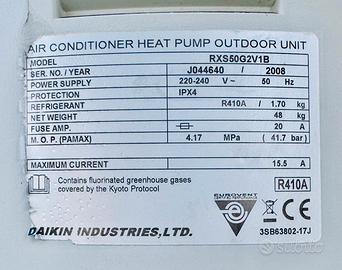 AIR CONDITIONER HEAT PUMP OUTDOOR UNIT
MODEL RXS50G2V1B
SER. NO. / YEAR J044640 / 2008
POWER SUPPLY 220-240 V ~ 50 Hz
PROTECTION IPX4
REFRIGERANT R410A / 1.70 kg
NET WEIGHT 48 kg
FUSE AMP. 20 A
M. O. P. (PAMAX) 4.17 MPa (41.7 bar)
MAXIMUM CURRENT 15.5 A
Contains fluorinated greenhouse gases
covered by the Kyoto Protocol
R410A
EUROVENT
CE
3SB63802-17J
DAIKIN INDUSTRIES,LTD.
subito